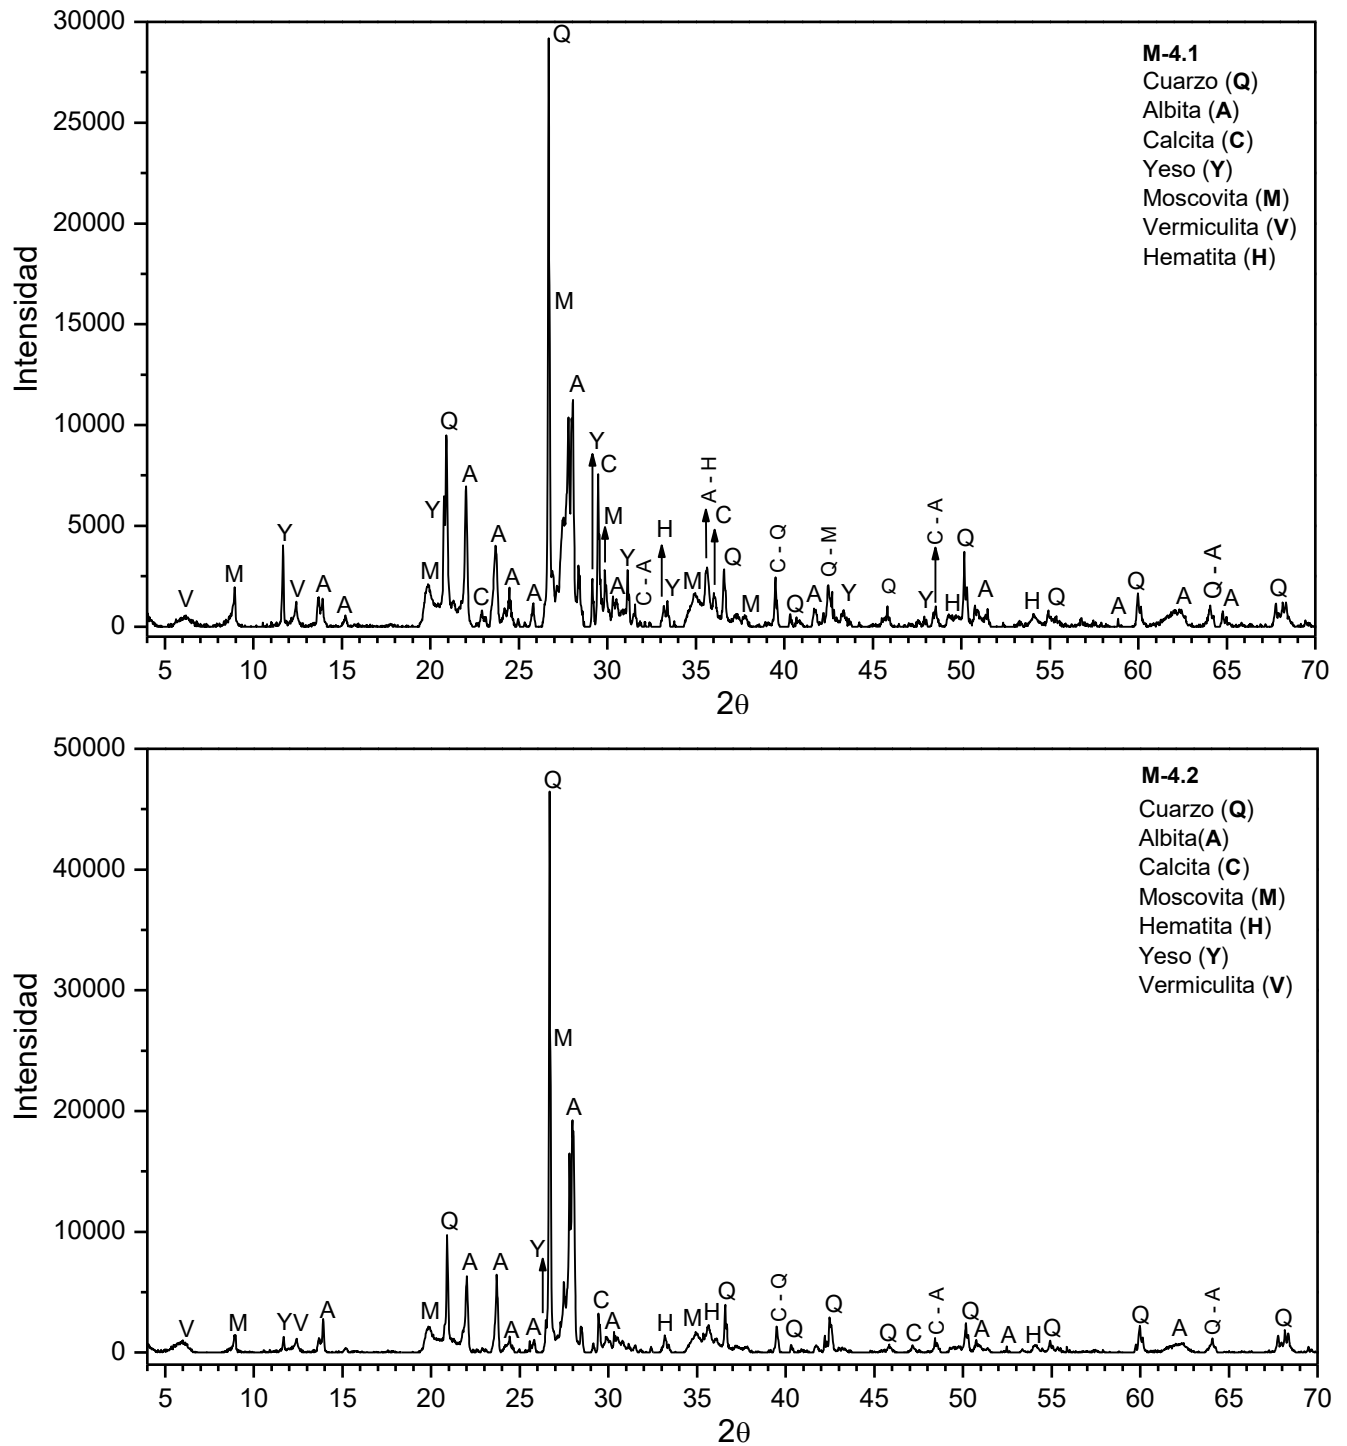 30000
25000
20000
15000
10000
5000
0
Intensidad
M-4.1
Cuarzo (Q)
Albita (A)
Calcita (C)
Yeso (Y)
Moscovita (M)
Vermiculita (V)
Hematita (H)
V
M
Y
V
A
A
M
Y
Q
A
C
A
A
A
Q
M
A
Y
C
M
A
Y
C - A
H
Y
M
A - H
C
Q
M
C - Q
Q
A
Q - M
Y
Q
Y
C - A
H
Q
A
H
Q
A
Q
A
Q - A
A
Q
5 10 15 20 25 30 35 40 45 50 55 60 65 70
2θ
50000
40000
30000
20000
10000
0
Intensidad
M-4.2
Cuarzo (Q)
Albita(A)
Calcita (C)
Moscovita (M)
Hematita (H)
Yeso (Y)
Vermiculita (V)
V
M
Y
V
A
M
Q
A
A
A
A
Y
Q
M
A
C
A
H
M
H
Q
C - Q
Q
Q
Q
C
C - A
Q
A
A
H
Q
Q
A
Q - A
Q
5 10 15 20 25 30 35 40 45 50 55 60 65 70
2θ